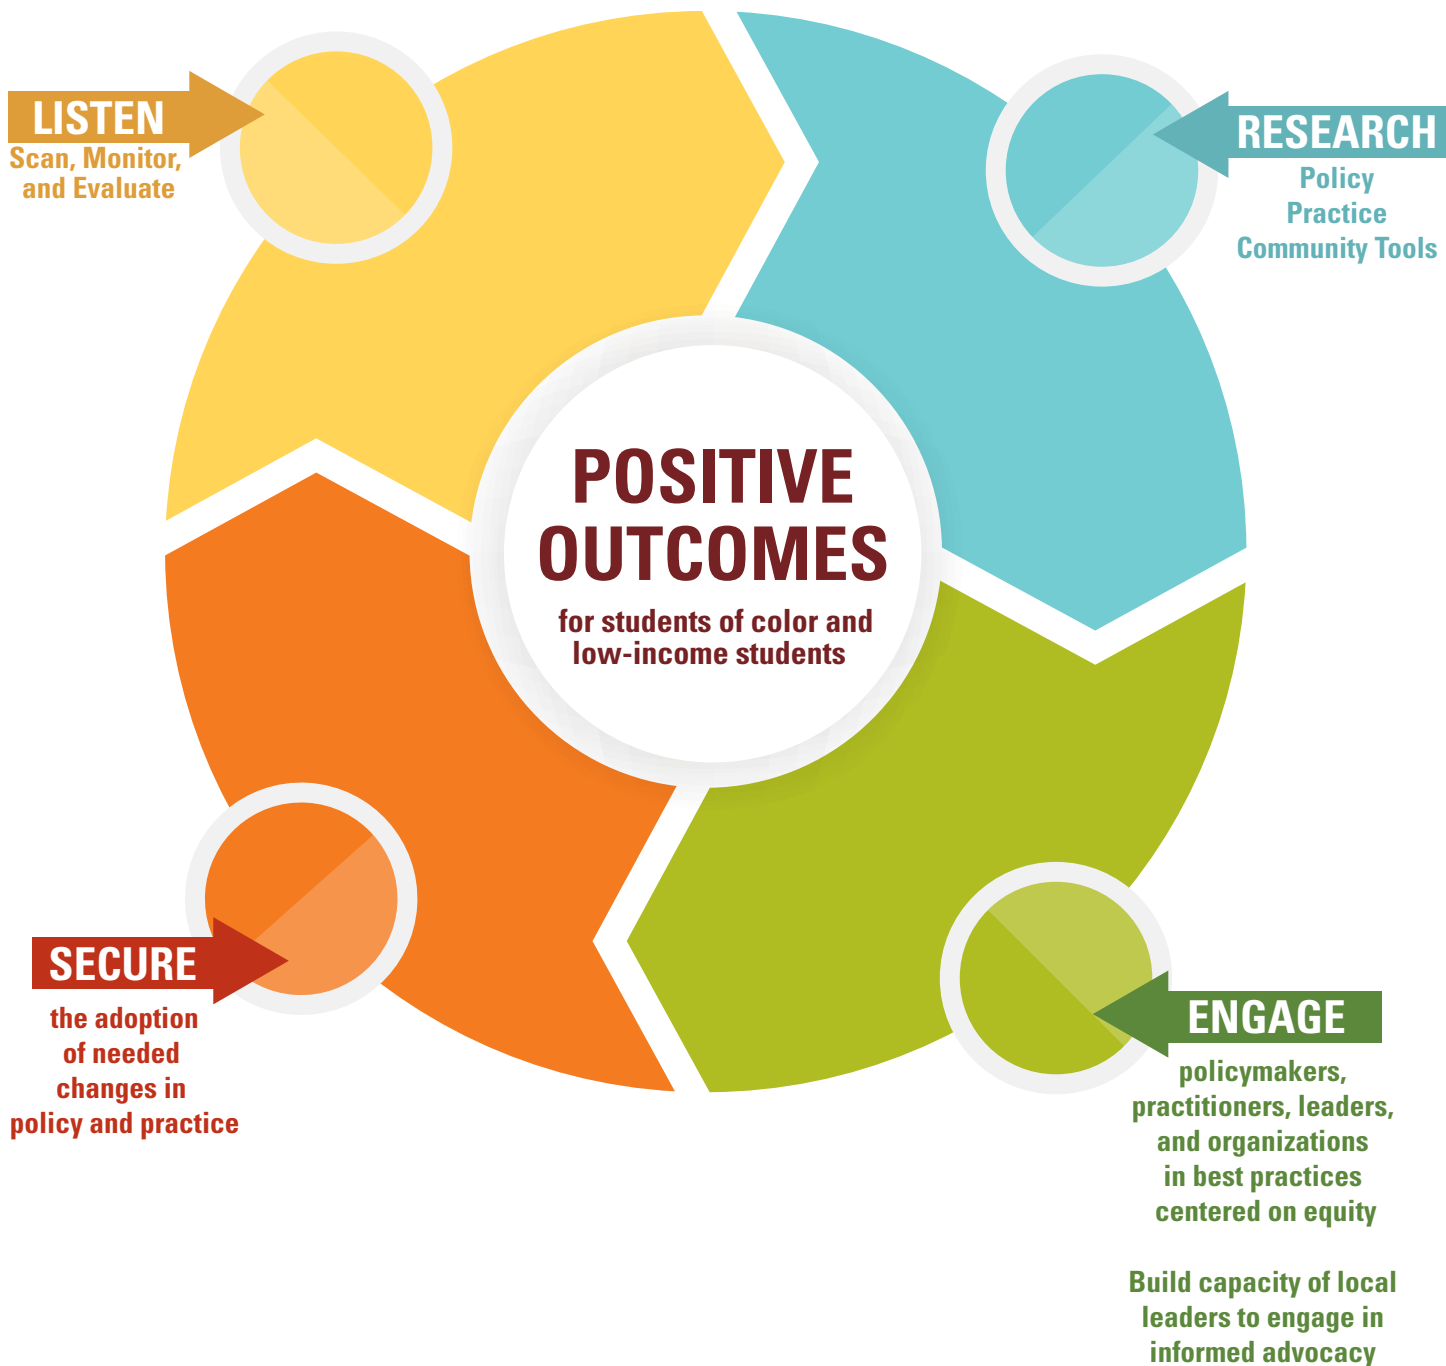 LISTEN
Scan, Monitor,
and Evaluate
RESEARCH
Policy
Practice
Community Tools
POSITIVE
OUTCOMES
for students of color and
low-income students
SECURE
the adoption
of needed
changes in
policy and practice
ENGAGE
policymakers,
practitioners, leaders,
and organizations
in best practices
centered on equity
Build capacity of local
leaders to engage in
informed advocacy